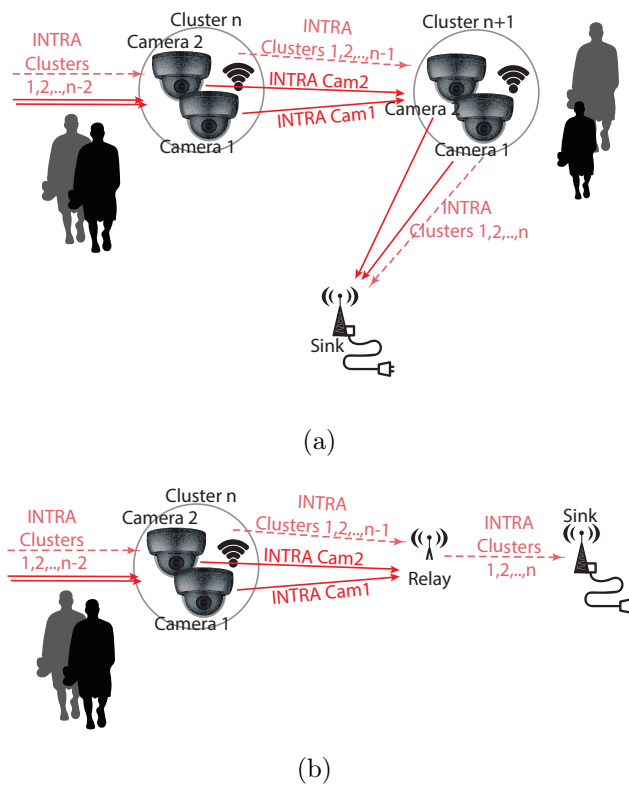 Cluster n
Cluster n+1
INTRA
Clusters
1,2,..,n-2
Camera 2
INTRA
Clusters 1,2,..,n-1
INTRA Cam2
INTRA Cam1
Camera 1
Camera 2
Camera 1
INTRA
Clusters 1,2,..,n
Sink
(a)
Cluster n
INTRA
Clusters
1,2,..,n-2
Camera 2
INTRA
Clusters 1,2,..,n-1
INTRA Cam2
INTRA Cam1
Camera 1
Relay
INTRA
Clusters
1,2,..,n
Sink
(b)